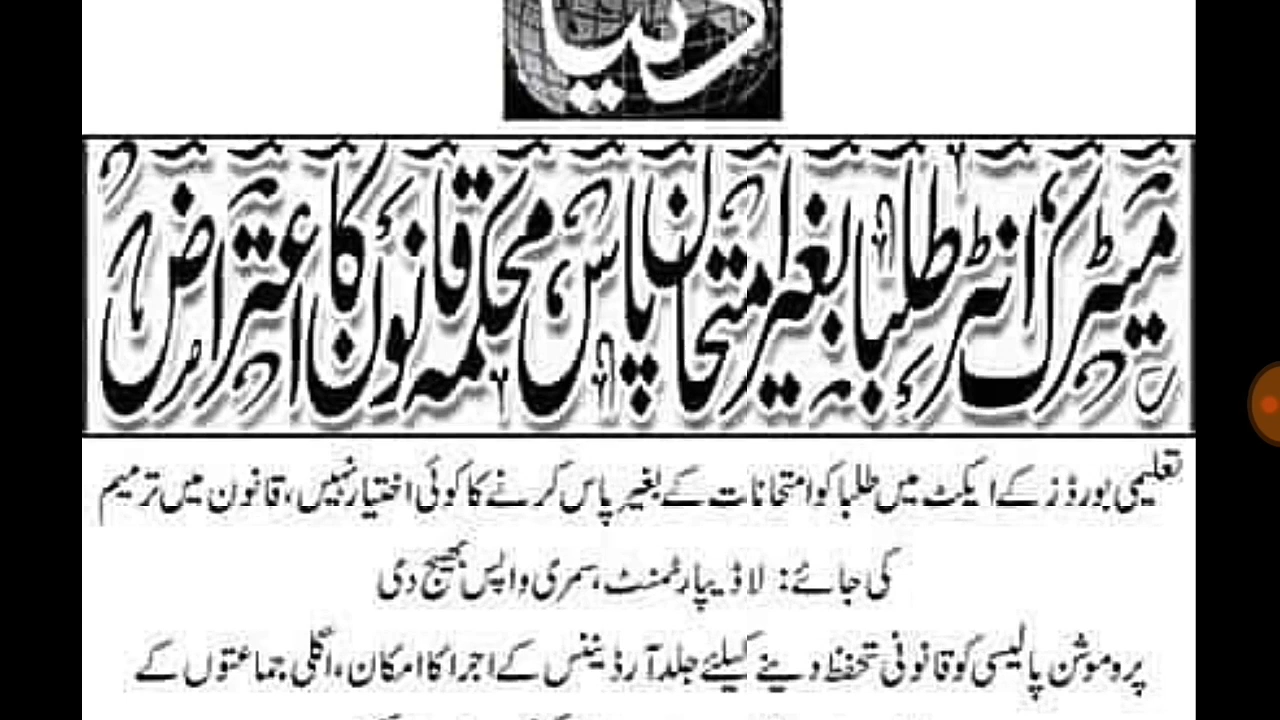 دنیا
میٹرک انٹر طلبا بغیر امتحان پاس محکمہ قانون کا اعتراض
تعلیمی بورڈز کے ایکٹ میں طلبا کو امتحانات کے بغیر پاس کرنے کا کوئی اختیار نہیں، قانون میں ترمیم
کی جائے: لا ڈیپارٹمنٹ، سمری واپس بھیج دی
پروموشن پالیسی کو قانونی تحفظ دینے کیلئے جلد آرڈیننس کے اجرا کا امکان، اگلی جماعتوں کے